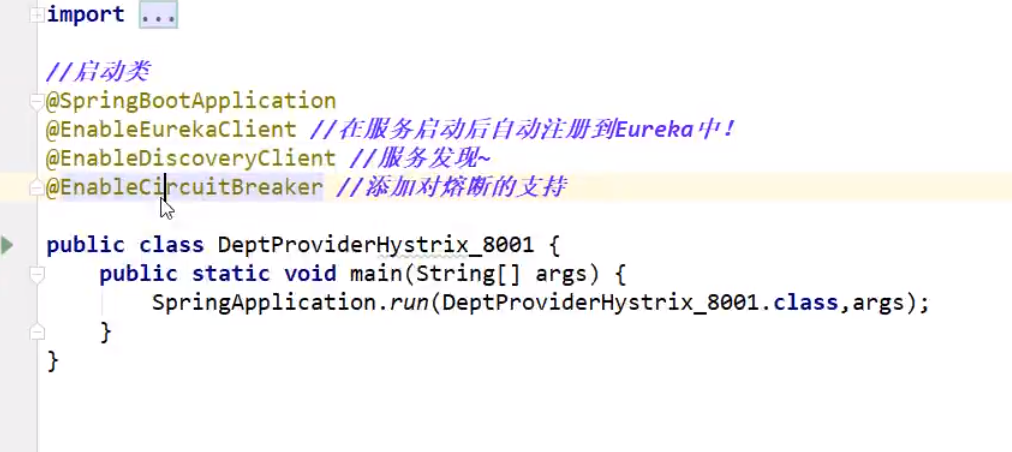 import ...
//启动类
@SpringBootApplication
@EnableEurekaClient //在服务启动后自动注册到Eureka中！
@EnableDiscoveryClient //服务发现~
@EnableCircuitBreaker //添加对熔断的支持
public class DeptProviderHystrix_8001 {
public static void main(String[] args) {
SpringApplication.run(DeptProviderHystrix_8001.class,args);
}
}